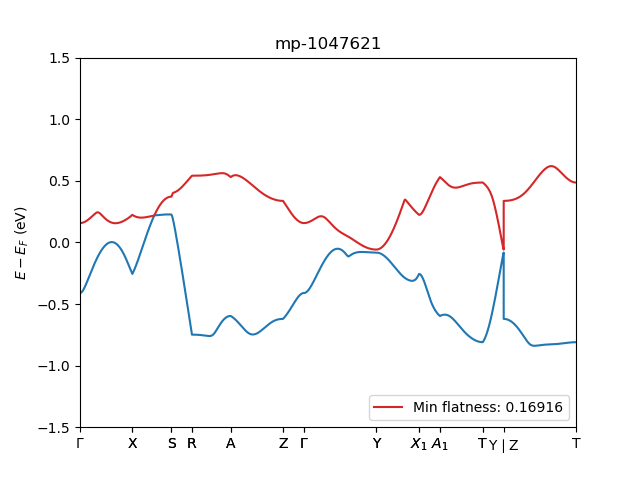 mp-1047621
1.5
1.0
0.5
0.0
−0.5
−1.0
−1.5
E − E_F (eV)
Min flatness: 0.16916
Γ X S R A Z Γ Y X₁ A₁ T Y | Z T